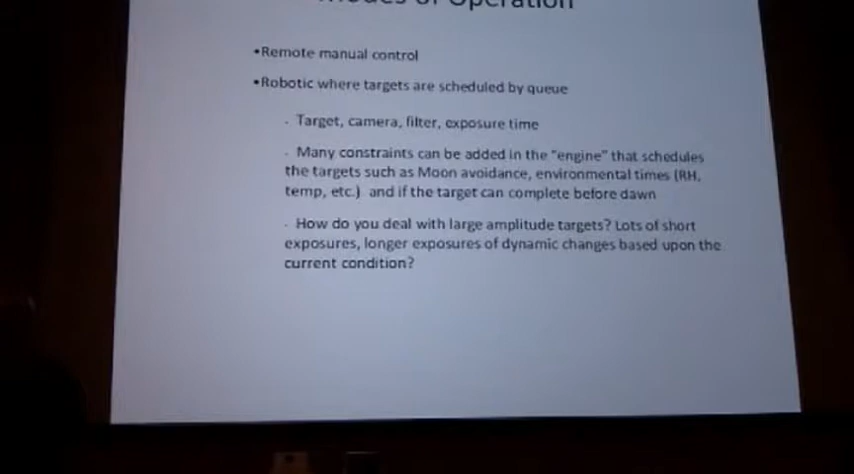 Modes of Operation
•Remote manual control
•Robotic where targets are scheduled by queue
- Target, camera, filter, exposure time
- Many constraints can be added in the "engine" that schedules
the targets such as Moon avoidance, environmental times (RH,
temp, etc.) and if the target can complete before dawn
- How do you deal with large amplitude targets? Lots of short
exposures, longer exposures of dynamic changes based upon the
current condition?